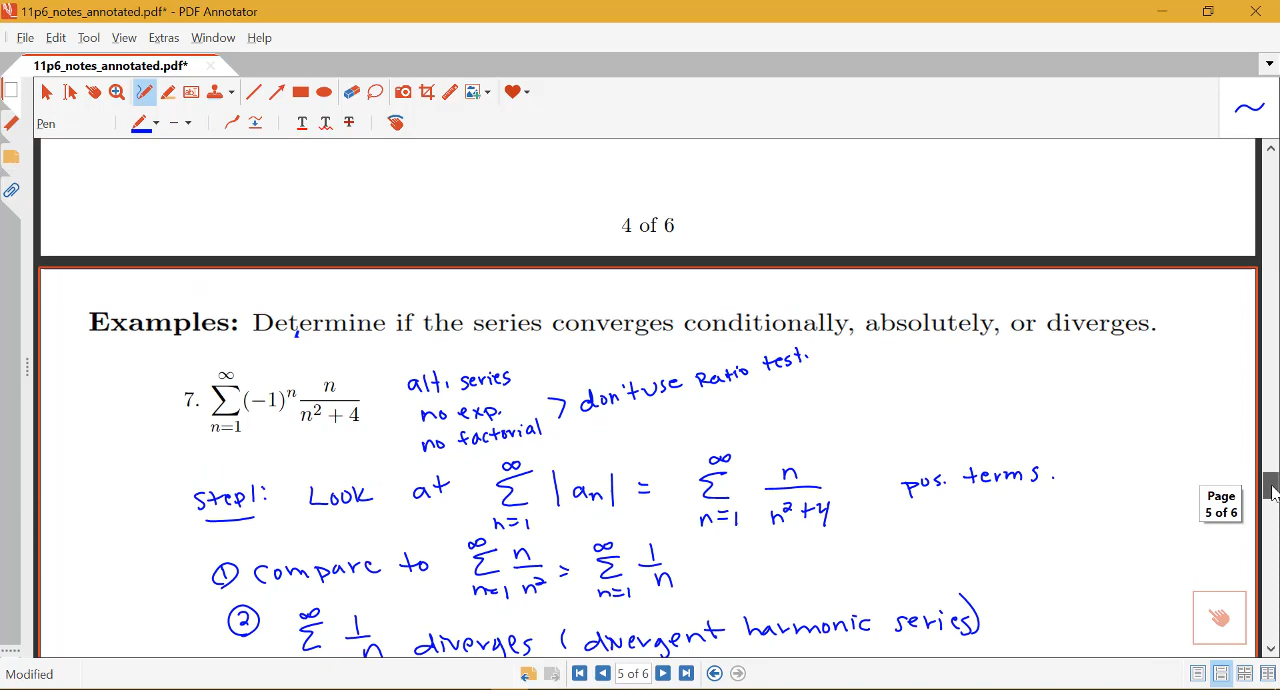 11p6_notes_annotated.pdf* - PDF Annotator
File Edit Tool View Extras Window Help
11p6_notes_annotated.pdf*
Pen
4 of 6
Examples: Determine if the series converges conditionally, absolutely, or diverges.
7. ∞∑n=1 (−1)^n n/(n² + 4)
alt. series
no exp.
no factorial > don't use Ratio test.
Step 1: Look at ∞∑n=1 |an| = ∞∑n=1 n/(n²+4) pos. terms.
Page
5 of 6
① Compare to ∞∑n=1 n/n² = ∞∑n=1 1/n
② ∞∑ 1/n diverges (divergent harmonic series)
Modified
5 of 6